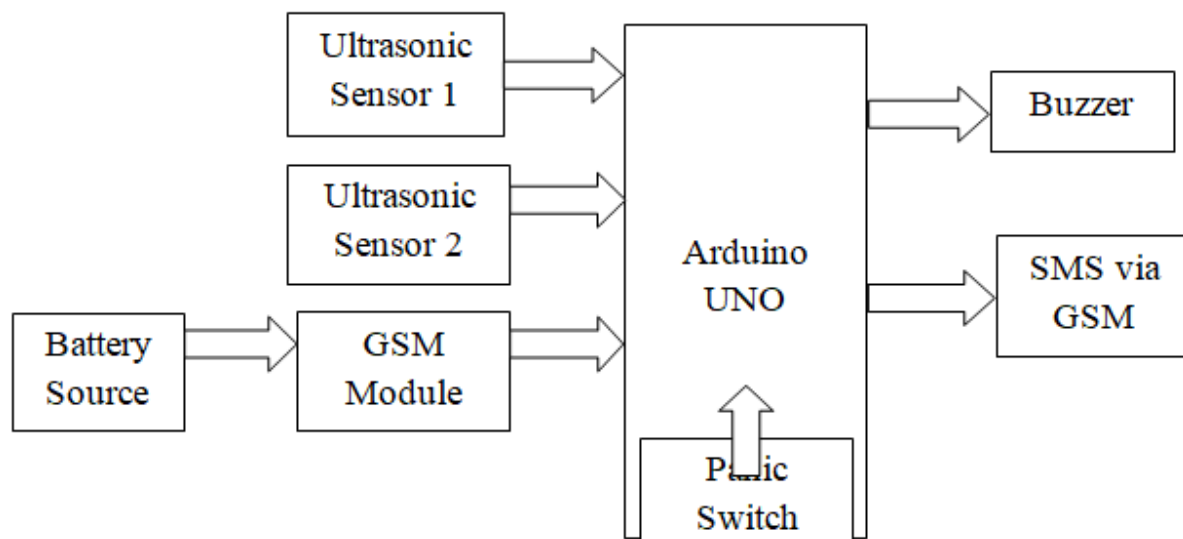 Ultrasonic
Sensor 1
Ultrasonic
Sensor 2
Battery
Source
GSM
Module
Arduino
UNO
Panic
Switch
Buzzer
SMS via
GSM